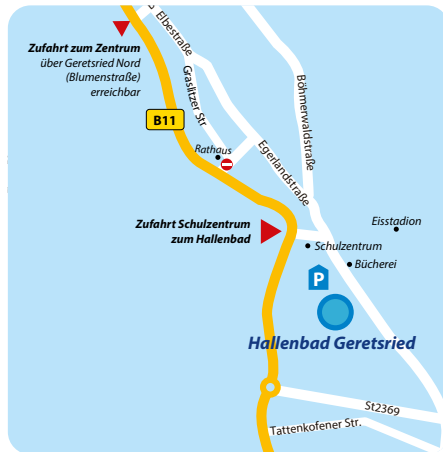 Elbestraße
Zufahrt zum Zentrum
über Geretsried Nord
(Blumenstraße)
erreichbar
Graslitzer Str
Böhmerwaldstraße
B11
Rathaus
Egerlandstraße
Eisstadion
Zufahrt Schulzentrum
zum Hallenbad
Schulzentrum
Bücherei
P
Hallenbad Geretsried
St2369
Tattenkofener Str.